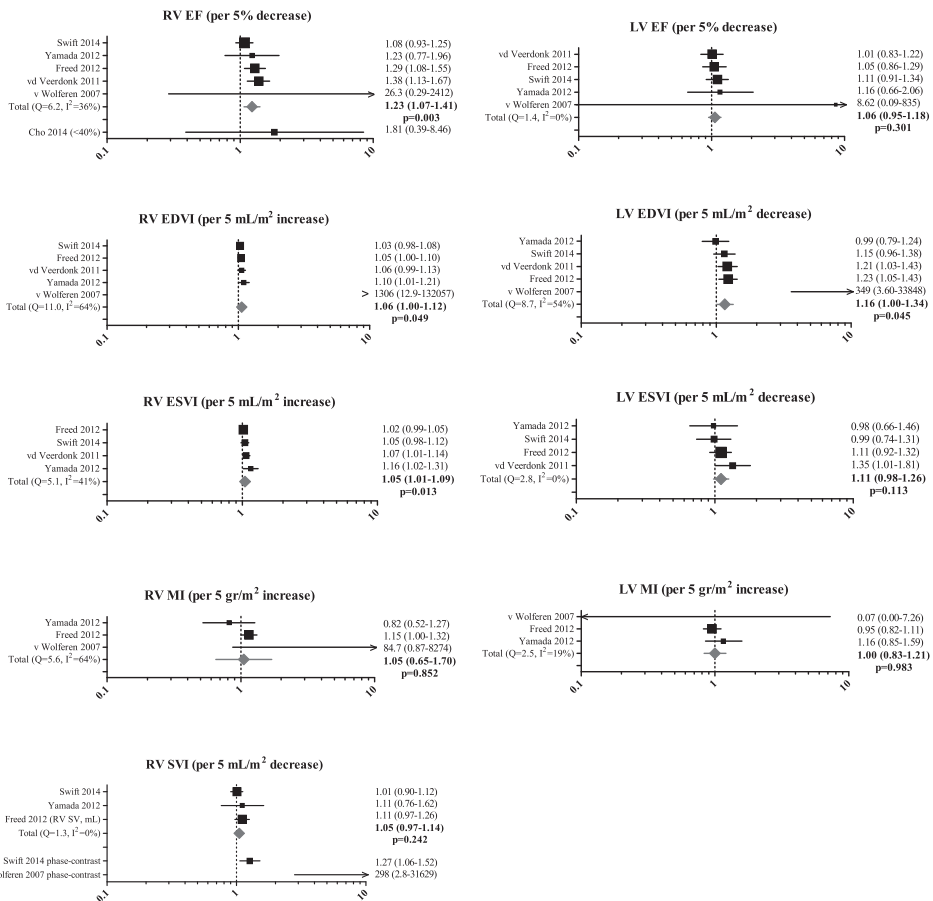 RV EF (per 5% decrease)
Swift 2014 1.08 (0.93-1.25)
Yamada 2012 1.23 (0.77-1.96)
Freed 2012 1.29 (1.08-1.55)
vd Veerdonk 2011 1.38 (1.13-1.67)
v Wolferen 2007 26.3 (0.29-2412)
Total (Q=6.2, I²=36%) 1.23 (1.07-1.41)
p=0.003
Cho 2014 (<40%) 1.81 (0.39-8.46)
0.1 1 10
LV EF (per 5% decrease)
vd Veerdonk 2011 1.01 (0.83-1.22)
Freed 2012 1.05 (0.86-1.29)
Swift 2014 1.11 (0.91-1.34)
Yamada 2012 1.16 (0.66-2.06)
v Wolferen 2007 8.62 (0.09-835)
Total (Q=1.4, I²=0%) 1.06 (0.95-1.18)
p=0.301
0.1 1 10
RV EDVI (per 5 mL/m² increase)
Swift 2014 1.03 (0.98-1.08)
Freed 2012 1.05 (1.00-1.10)
vd Veerdonk 2011 1.06 (0.99-1.13)
Yamada 2012 1.10 (1.01-1.21)
v Wolferen 2007 1306 (12.9-132057)
Total (Q=11.0, I²=64%) 1.06 (1.00-1.12)
p=0.049
0.1 1 10
LV EDVI (per 5 mL/m² decrease)
Yamada 2012 0.99 (0.79-1.24)
Swift 2014 1.15 (0.96-1.38)
vd Veerdonk 2011 1.21 (1.03-1.43)
Freed 2012 1.23 (1.05-1.43)
v Wolferen 2007 349 (3.60-33848)
Total (Q=8.7, I²=54%) 1.16 (1.00-1.34)
p=0.045
0.1 1 10
RV ESVI (per 5 mL/m² increase)
Freed 2012 1.02 (0.99-1.05)
Swift 2014 1.05 (0.98-1.12)
vd Veerdonk 2011 1.07 (1.01-1.14)
Yamada 2012 1.16 (1.02-1.31)
Total (Q=5.1, I²=41%) 1.05 (1.01-1.09)
p=0.013
0.1 1 10
LV ESVI (per 5 mL/m² decrease)
Yamada 2012 0.98 (0.66-1.46)
Swift 2014 0.99 (0.74-1.31)
Freed 2012 1.11 (0.92-1.32)
vd Veerdonk 2011 1.35 (1.01-1.81)
Total (Q=2.8, I²=0%) 1.11 (0.98-1.26)
p=0.113
0.1 1 10
RV MI (per 5 gr/m² increase)
Yamada 2012 0.82 (0.52-1.27)
Freed 2012 1.15 (1.00-1.32)
v Wolferen 2007 84.7 (0.87-8274)
Total (Q=5.6, I²=64%) 1.05 (0.65-1.70)
p=0.852
0.1 1 10
LV MI (per 5 gr/m² increase)
v Wolferen 2007 0.07 (0.00-7.26)
Freed 2012 0.95 (0.82-1.11)
Yamada 2012 1.16 (0.85-1.59)
Total (Q=2.5, I²=19%) 1.00 (0.83-1.21)
p=0.983
0.1 1 10
RV SVI (per 5 mL/m² decrease)
Swift 2014 1.01 (0.90-1.12)
Yamada 2012 1.11 (0.76-1.62)
Freed 2012 (RV SV, mL) 1.11 (0.97-1.26)
Total (Q=1.3, I²=0%) 1.05 (0.97-1.14)
p=0.242
Swift 2014 phase-contrast 1.27 (1.06-1.52)
olferen 2007 phase-contrast 298 (2.8-31629)
0.1 1 10